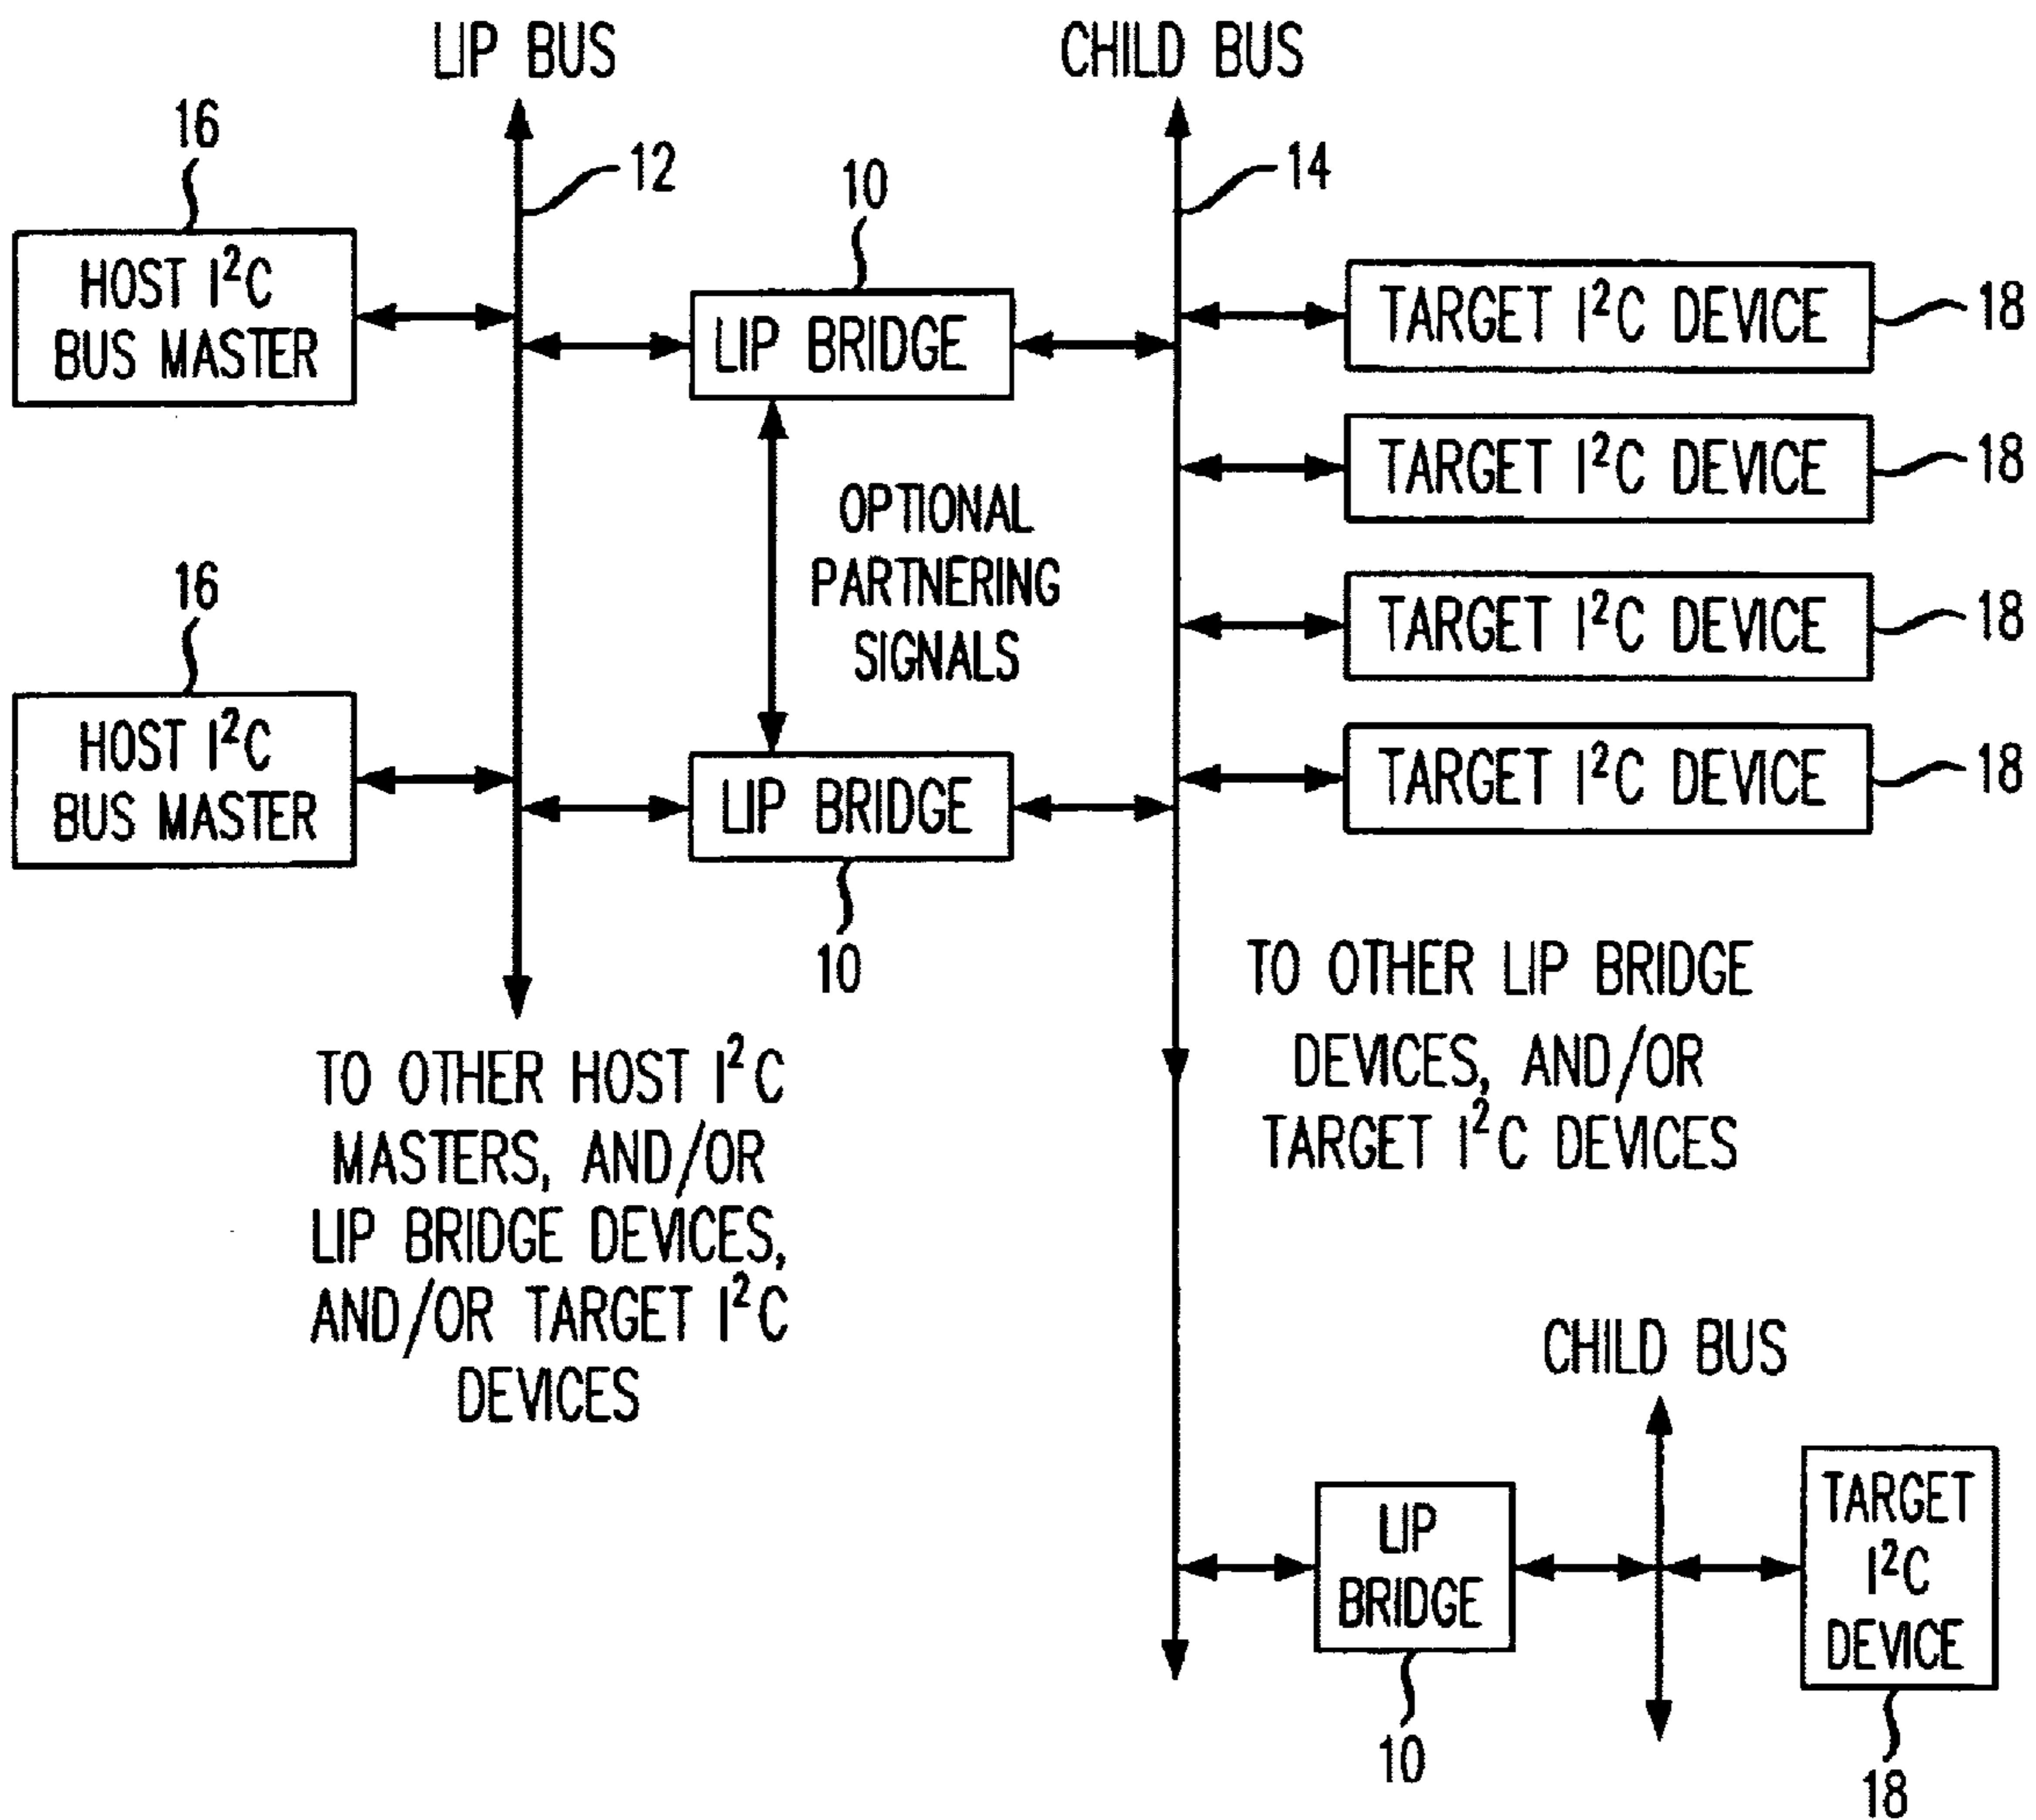 LIP BUS
CHILD BUS
16
12
10
14
HOST I²C
BUS MASTER
LIP BRIDGE
TARGET I²C DEVICE
18
TARGET I²C DEVICE
18
OPTIONAL
PARTNERING
SIGNALS
16
TARGET I²C DEVICE
18
HOST I²C
BUS MASTER
LIP BRIDGE
TARGET I²C DEVICE
18
10
TO OTHER HOST I²C
MASTERS, AND/OR
LIP BRIDGE DEVICES,
AND/OR TARGET I²C
DEVICES
TO OTHER LIP BRIDGE
DEVICES, AND/OR
TARGET I²C DEVICES
CHILD BUS
LIP
BRIDGE
10
TARGET
I²C
DEVICE
18